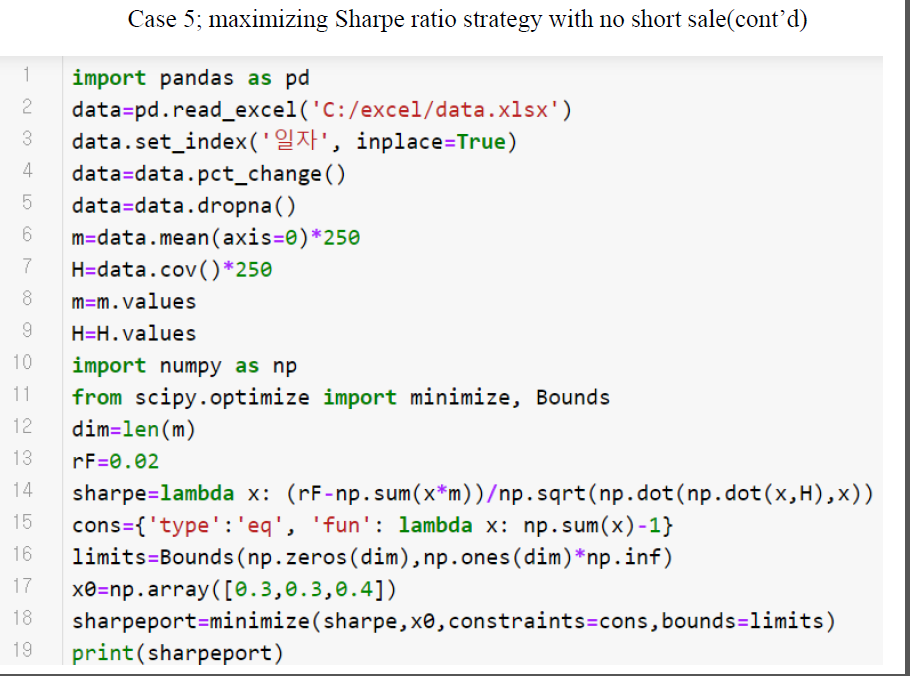 Case 5; maximizing Sharpe ratio strategy with no short sale(cont’d)
1 import pandas as pd
2 data=pd.read_excel('C:/excel/data.xlsx')
3 data.set_index('일자', inplace=True)
4 data=data.pct_change()
5 data=data.dropna()
6 m=data.mean(axis=0)*250
7 H=data.cov()*250
8 m=m.values
9 H=H.values
10 import numpy as np
11 from scipy.optimize import minimize, Bounds
12 dim=len(m)
13 rF=0.02
14 sharpe=lambda x: (rF-np.sum(x*m))/np.sqrt(np.dot(np.dot(x,H),x))
15 cons={'type':'eq', 'fun': lambda x: np.sum(x)-1}
16 limits=Bounds(np.zeros(dim),np.ones(dim)*np.inf)
17 x0=np.array([0.3,0.3,0.4])
18 sharpeport=minimize(sharpe,x0,constraints=cons,bounds=limits)
19 print(sharpeport)